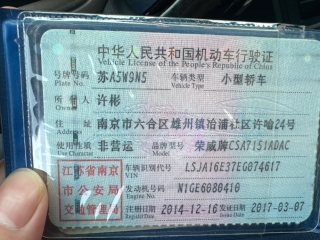 中华人民共和国机动车行驶证
Vehicle License of the People's Republic of China
号牌号码 苏A5W9N5 车辆类型 小型轿车
Plate No. Vehicle Type
所有人 许彬
Owner
住址 南京市六合区雄州镇冶浦社区许咘24号
Address
使用性质 非营运 品牌型号 荣威牌CSA7151ADAC
Use Character Model
江苏省南京
市公安局
交通管理局
车辆识别代号 LSJA16E37EG074617
VIN
发动机号码 N1GE6080410
Engine No.
注册日期 2014-12-16 发证日期 2017-03-07
Register Date Issue Date